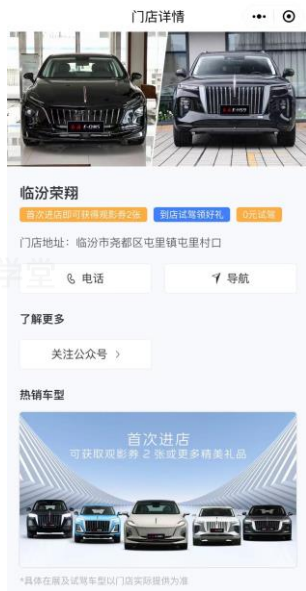 门店详情
临汾荣翔
首次进店即可获得观影券2张 到店试驾领好礼 0元试驾
门店地址：临汾市尧都区屯里镇屯里村口
学堂
电话 导航
了解更多
关注公众号 >
热销车型
首次进店
可获取观影券 2 张或更多精美礼品
*具体在展及试驾车型以门店实际提供为准